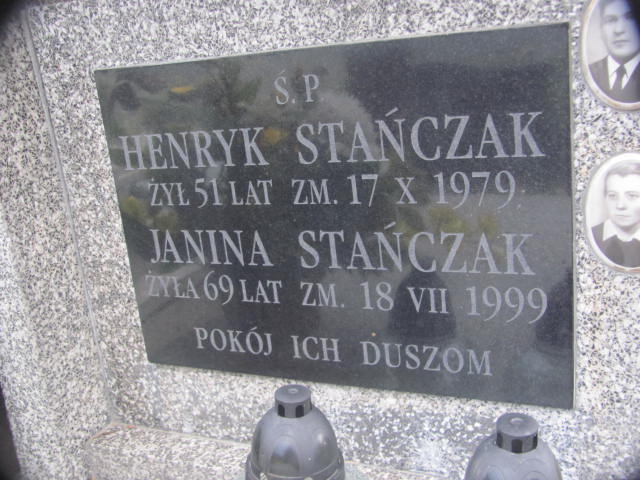 Ś.P
HENRYK STAŃCZAK
ŻYŁ 51 LAT ZM. 17 X 1979
JANINA STAŃCZAK
ŻYŁA 69 LAT ZM. 18 VII 1999
POKÓJ ICH DUSZOM